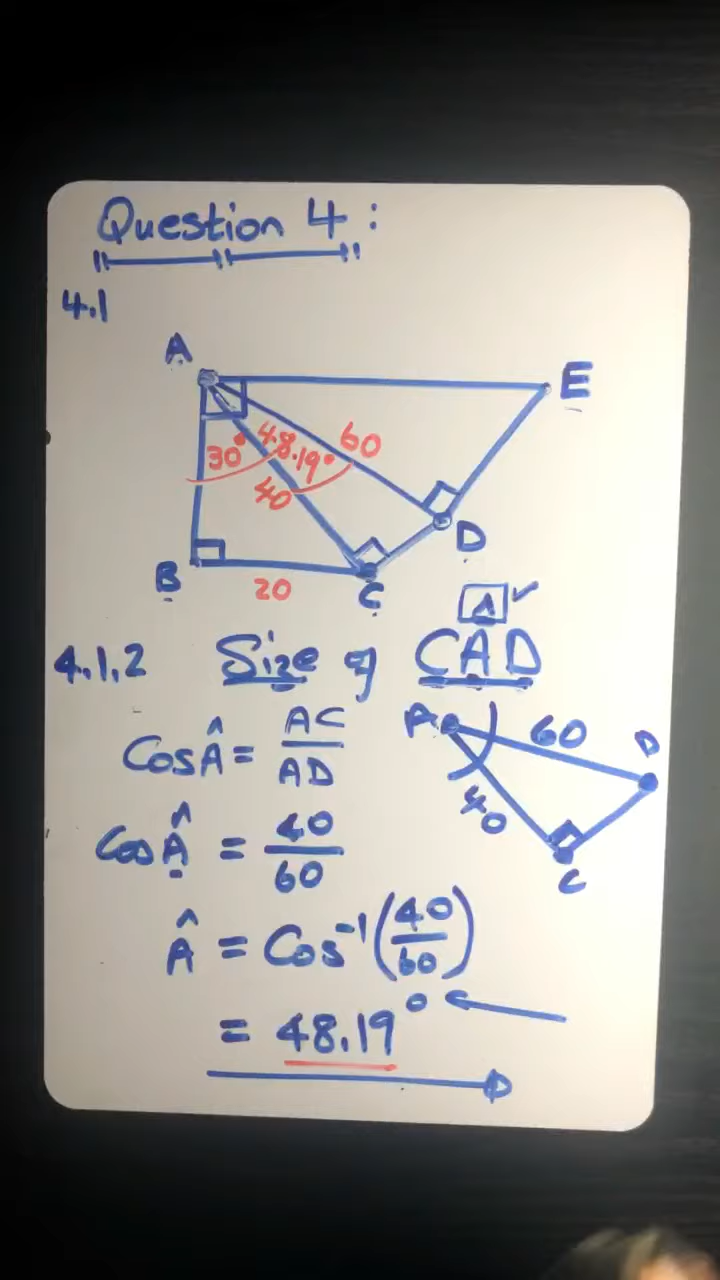 Question 4:
4.1
A
E
30° 48.19° 60
40
D
B
C
20
4.1.2 Size of CÂD
Cos Â = AC
AD
A 60 D
40
C
Cos Â = 40
60
Â = Cos⁻¹(40
60)
= 48.19°